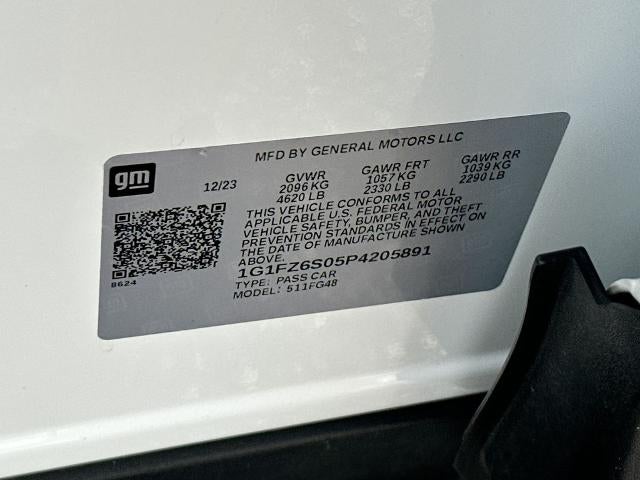 MFD BY GENERAL MOTORS LLC
gm
12/23
GVWR
2096 KG
4620 LB
GAWR FRT
1057 KG
2330 LB
GAWR RR
1039 KG
2290 LB
THIS VEHICLE CONFORMS TO ALL
APPLICABLE U.S. FEDERAL MOTOR
VEHICLE SAFETY, BUMPER, AND THEFT
PREVENTION STANDARDS IN EFFECT ON
THE DATE OF MANUFACTURE SHOWN
ABOVE.
1G1FZ6S05P4205891
TYPE: PASS CAR
MODEL: 511FG48
8624